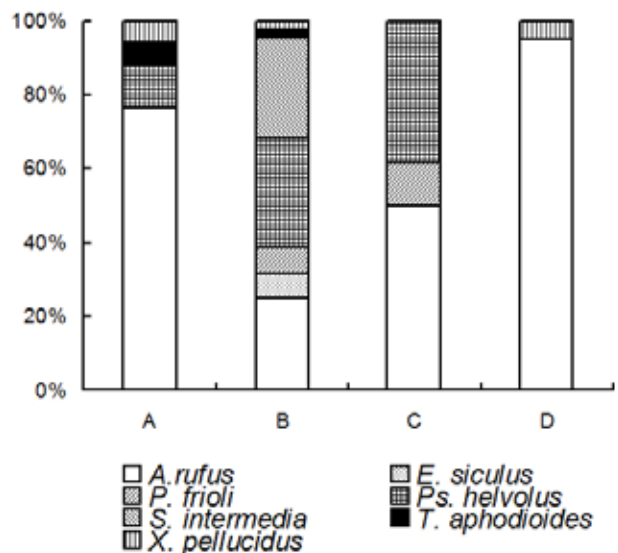 100%
80%
60%
40%
20%
0%
A B C D
A.rufus E. siculus
P. frioli Ps. helvolus
S. intermedia T. aphodioides
X. pellucidus